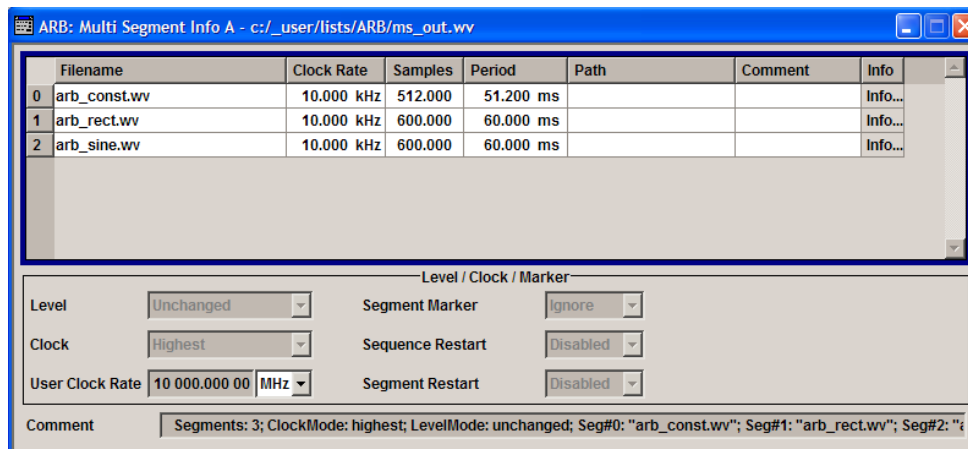 ARB: Multi Segment Info A - c:/_user/lists/ARB/ms_out.wv
Filename Clock Rate Samples Period Path Comment Info
0 arb_const.wv 10.000 kHz 512.000 51.200 ms Info...
1 arb_rect.wv 10.000 kHz 600.000 60.000 ms Info...
2 arb_sine.wv 10.000 kHz 600.000 60.000 ms Info...
Level / Clock / Marker
Level Unchanged Segment Marker Ignore
Clock Highest Sequence Restart Disabled
User Clock Rate 10 000.000 00 MHz Segment Restart Disabled
Comment Segments: 3; ClockMode: highest; LevelMode: unchanged; Seg#0: "arb_const.wv"; Seg#1: "arb_rect.wv"; Seg#2: "a